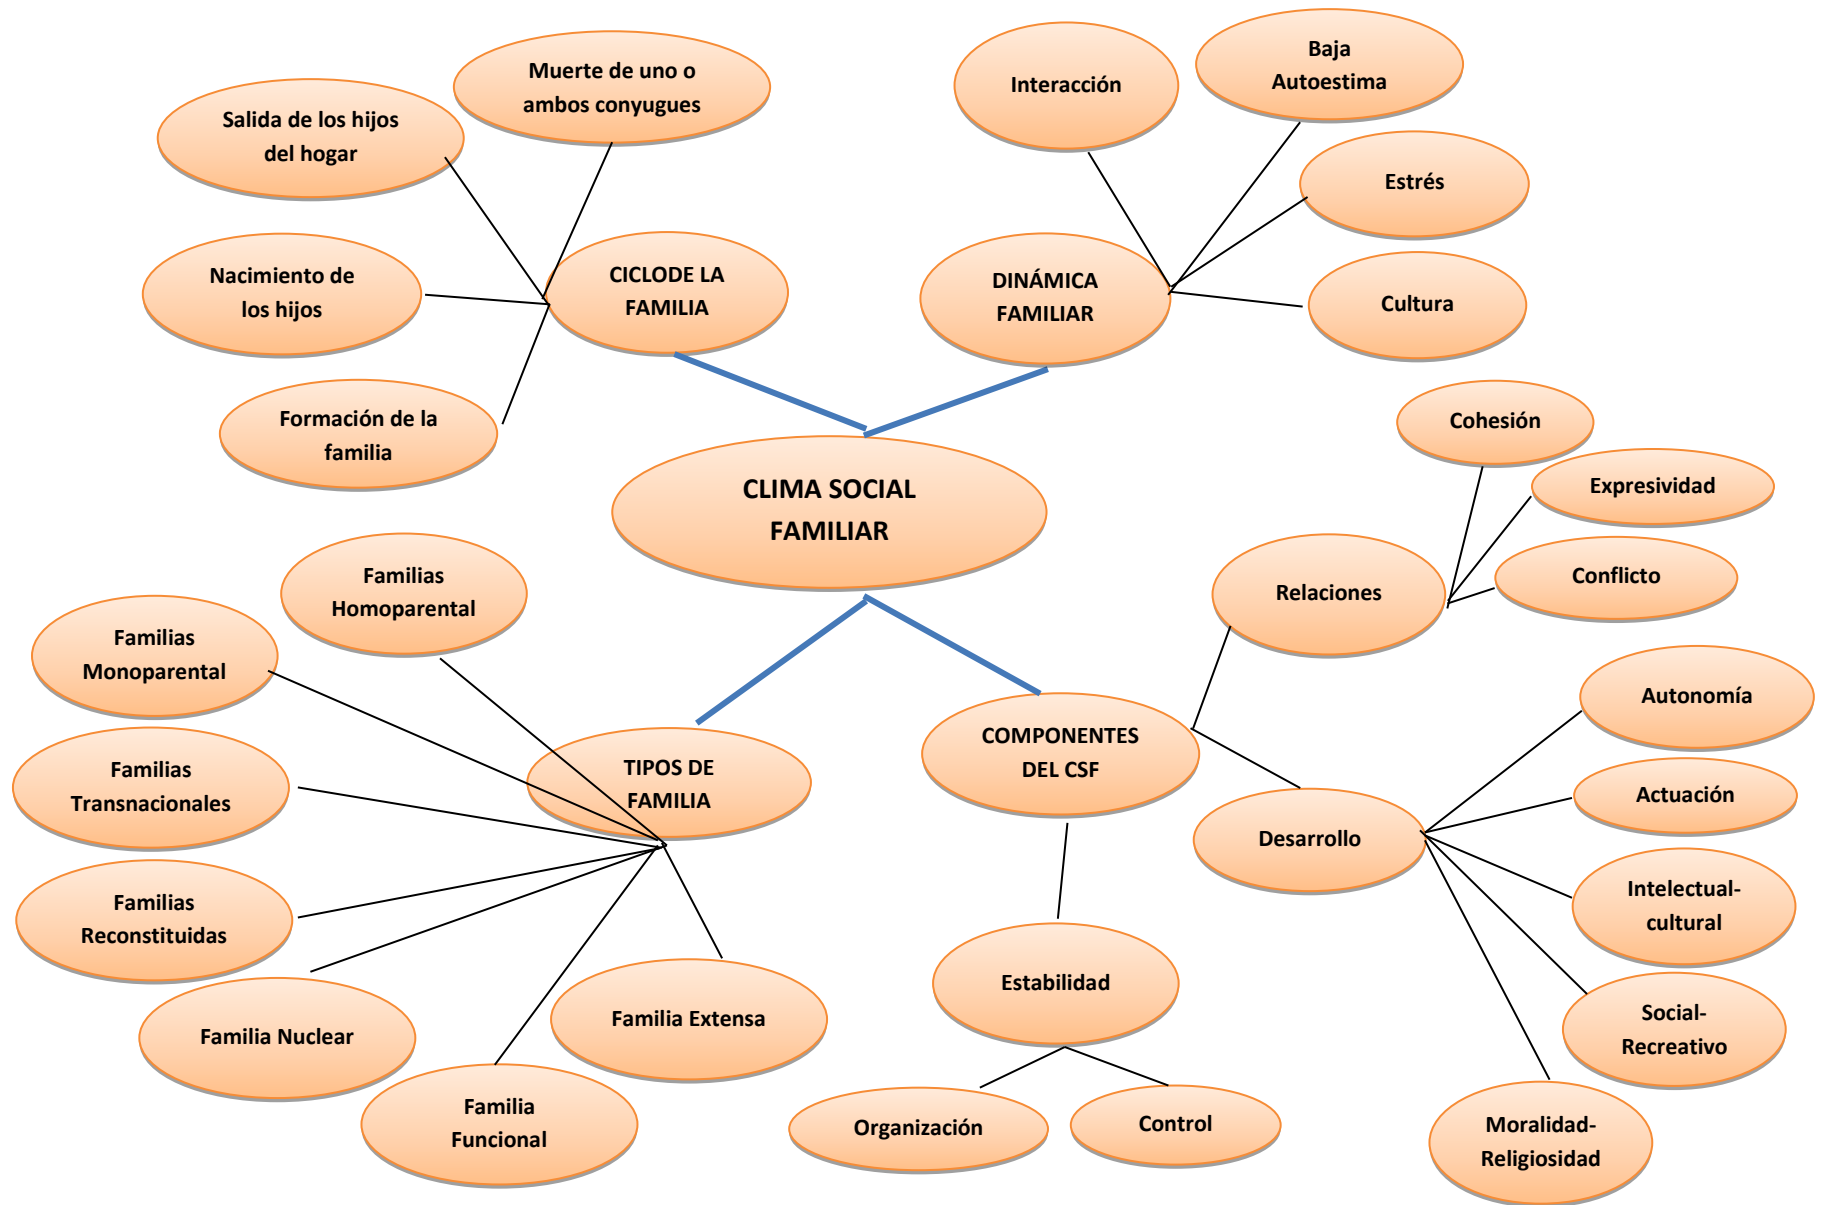 Muerte de uno o
ambos conyugues
Salida de los hijos
del hogar
Nacimiento de
los hijos
Formación de la
familia
CICLODE LA
FAMILIA
Interacción
Baja
Autoestima
Estrés
Cultura
DINÁMICA
FAMILIAR
CLIMA SOCIAL
FAMILIAR
Familias
Homoparental
Familias
Monoparental
Familias
Transnacionales
Familias
Reconstituidas
Familia Nuclear
Familia
Funcional
Familia Extensa
TIPOS DE
FAMILIA
COMPONENTES
DEL CSF
Relaciones
Cohesión
Expresividad
Conflicto
Desarrollo
Autonomía
Actuación
Intelectual-
cultural
Social-
Recreativo
Moralidad-
Religiosidad
Estabilidad
Organización
Control